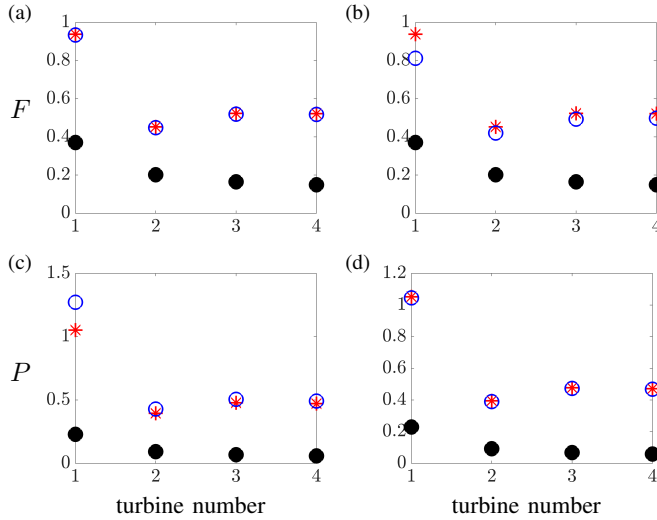 (a) (b)
1 1
0.8 0.8
0.6 0.6
F 0.4 0.4
0.2 0.2
0 0
1 2 3 4 1 2 3 4
(c) (d)
1.5 1.2
1
1 0.8
P 0.6
0.5 0.4
0.2
0 0
1 2 3 4 1 2 3 4
turbine number turbine number